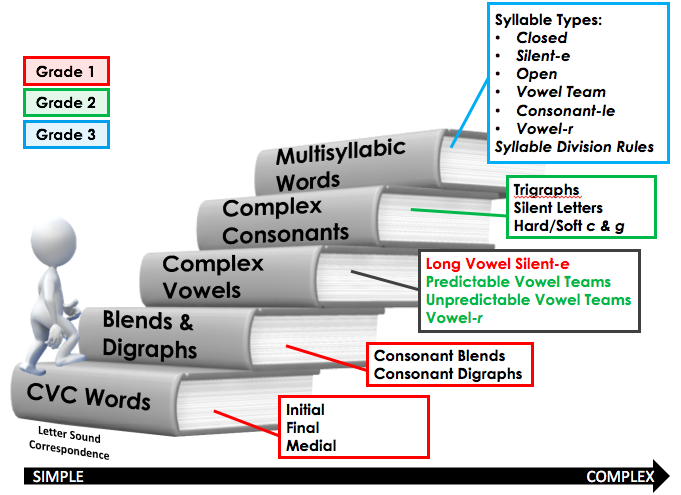 Grade 1
Grade 2
Grade 3
Syllable Types:
• Closed
• Silent-e
• Open
• Vowel Team
• Consonant-le
• Vowel-r
Syllable Division Rules
Multisyllabic
Words
Complex
Consonants
Trigraphs
Silent Letters
Hard/Soft c & g
Complex
Vowels
Long Vowel Silent-e
Predictable Vowel Teams
Unpredictable Vowel Teams
Vowel-r
Blends &
Digraphs
Consonant Blends
Consonant Digraphs
CVC Words
Initial
Final
Medial
Letter Sound
Correspondence
SIMPLE
COMPLEX